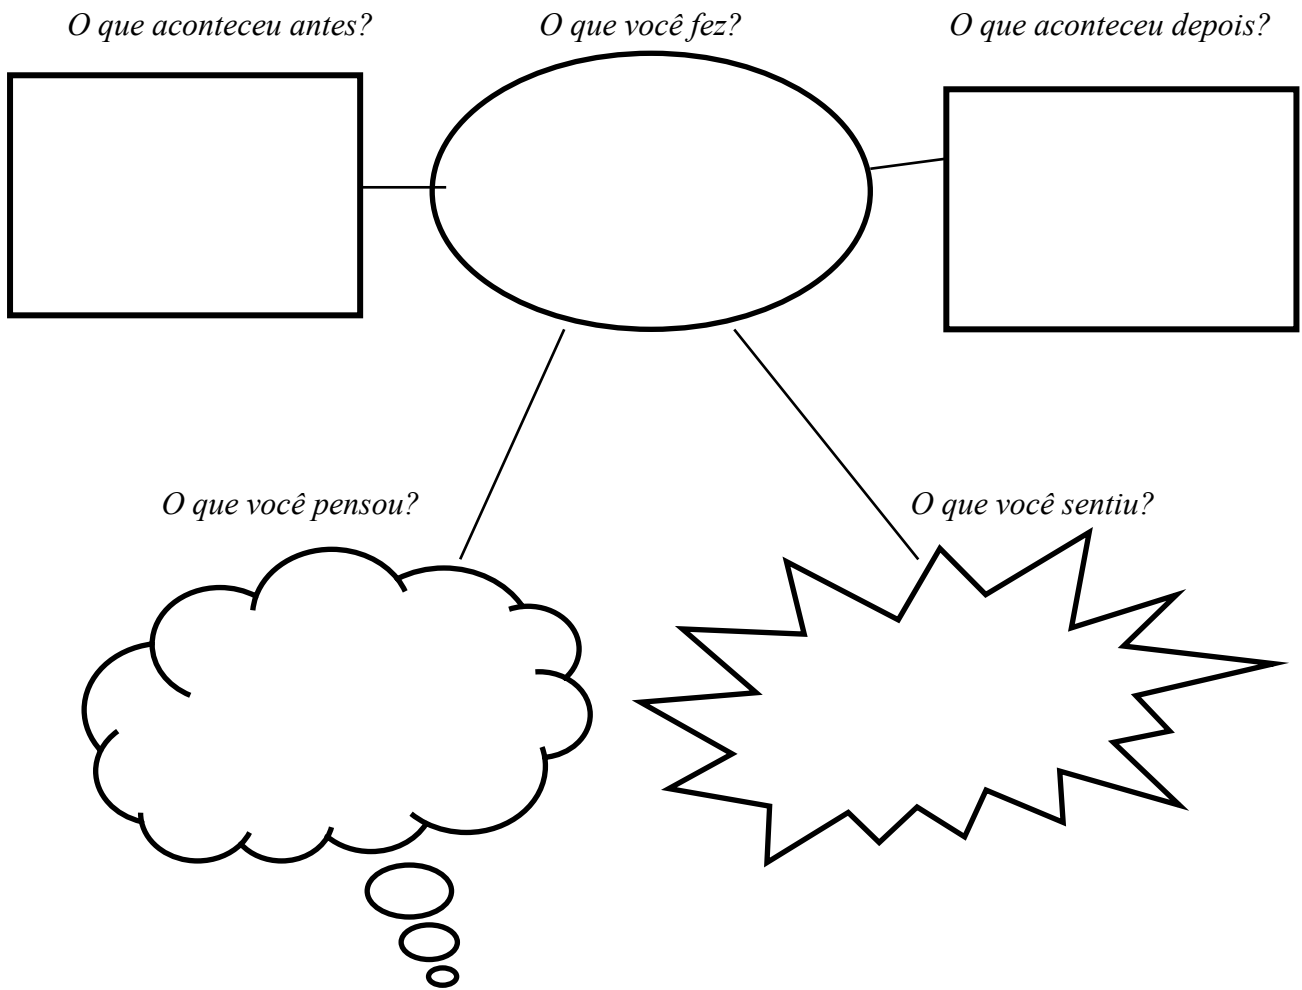 O que aconteceu antes?
O que você fez?
O que aconteceu depois?
O que você pensou?
O que você sentiu?